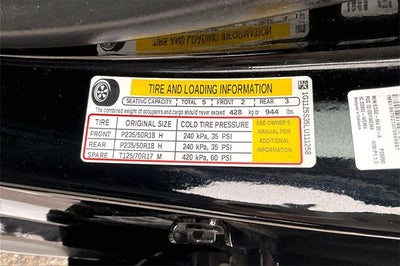 TIRE AND LOADING INFORMATION
SEATING CAPACITY TOTAL 5 FRONT 2 REAR 3
The combined weight of occupants and cargo should never exceed 428 kg or 944 lbs
TIRE ORIGINAL SIZE COLD TIRE PRESSURE
FRONT P235/50R18 H 240 kPa, 35 PSI
REAR P235/50R18 H 240 kPa, 35 PSI
SPARE T125/70R17 M 420 kPa, 60 PSI
SEE OWNER'S
MANUAL FOR
ADDITIONAL
INFORMATION